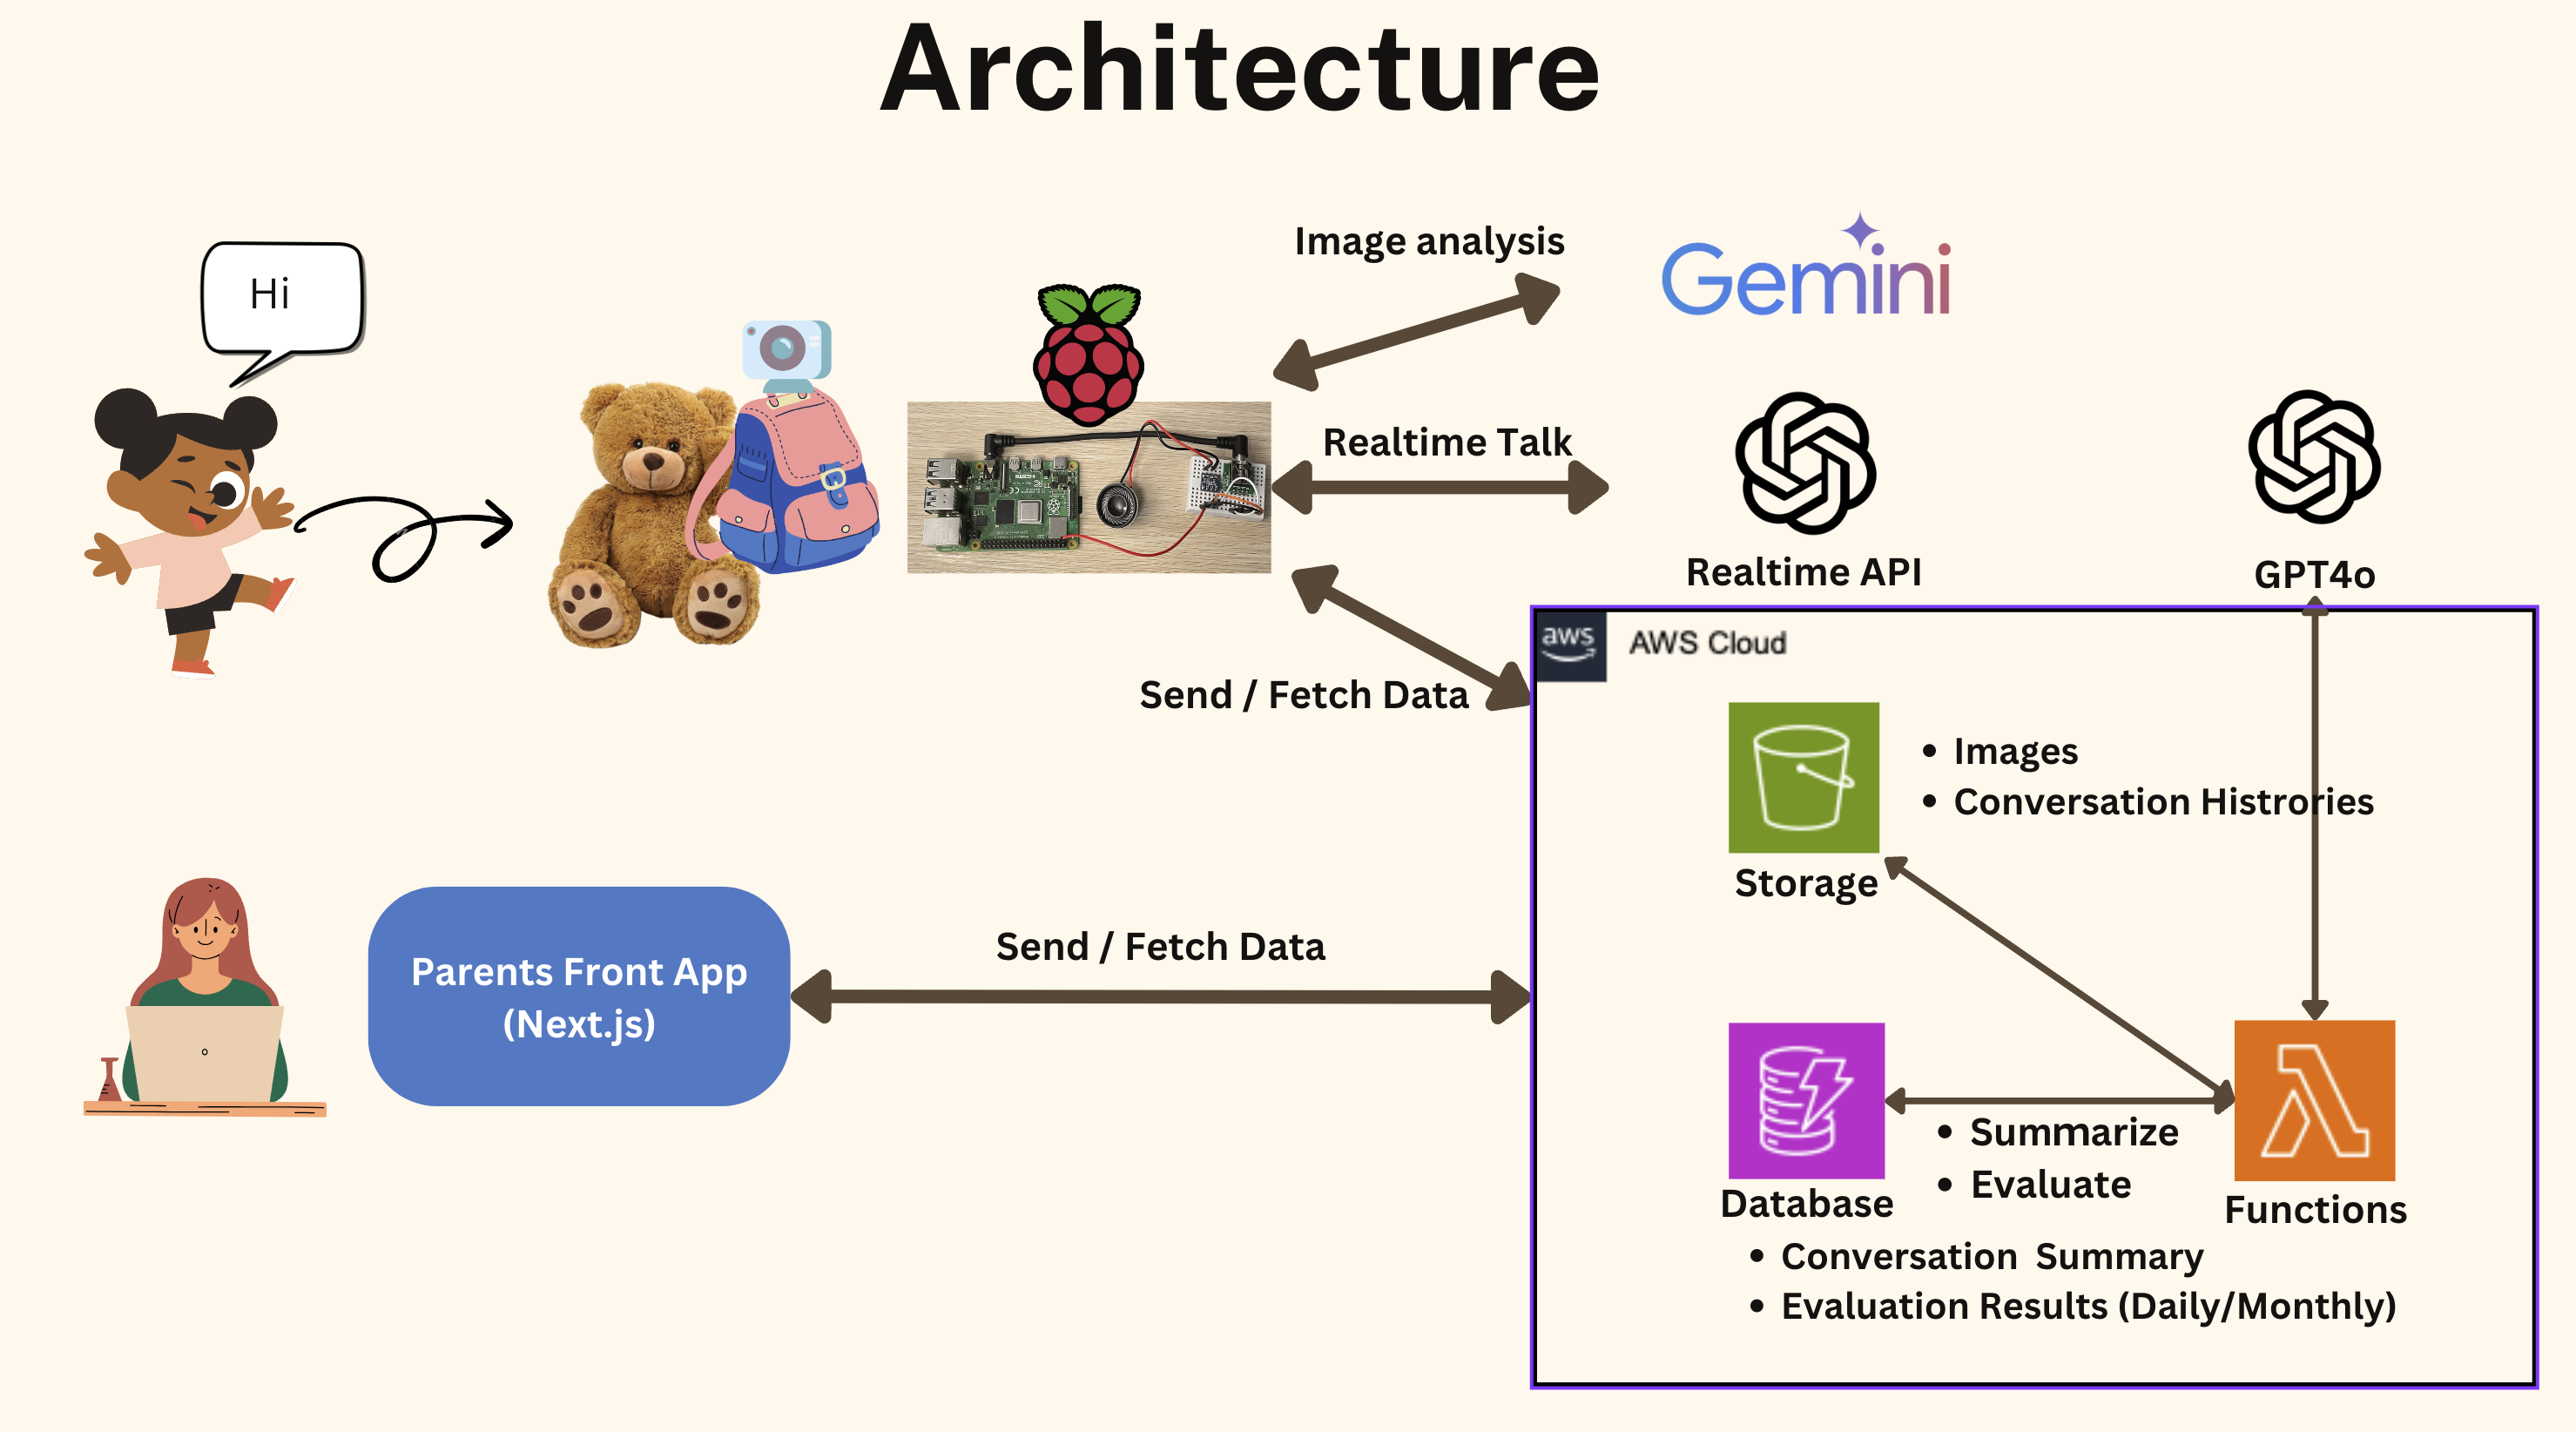 Architecture
Hi
Image analysis
Gemini
Realtime Talk
Realtime API
GPT4o
Send / Fetch Data
aws
AWS Cloud
• Images
• Conversation Histrories
Storage
Parents Front App
(Next.js)
Send / Fetch Data
• Summarize
• Evaluate
Database
Functions
• Conversation Summary
• Evaluation Results (Daily/Monthly)